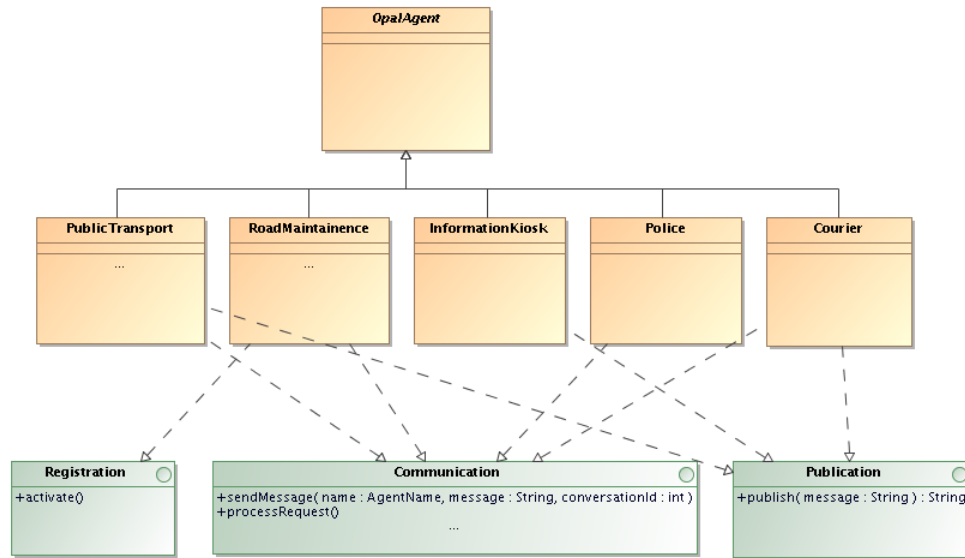 OpalAgent
PublicTransport
...
RoadMaintainence
...
InformationKiosk
Police
Courier
Registration
+activate()
Communication
+sendMessage( name : AgentName, message : String, conversationId : int )
+processRequest()
...
Publication
+publish( message : String ) : String